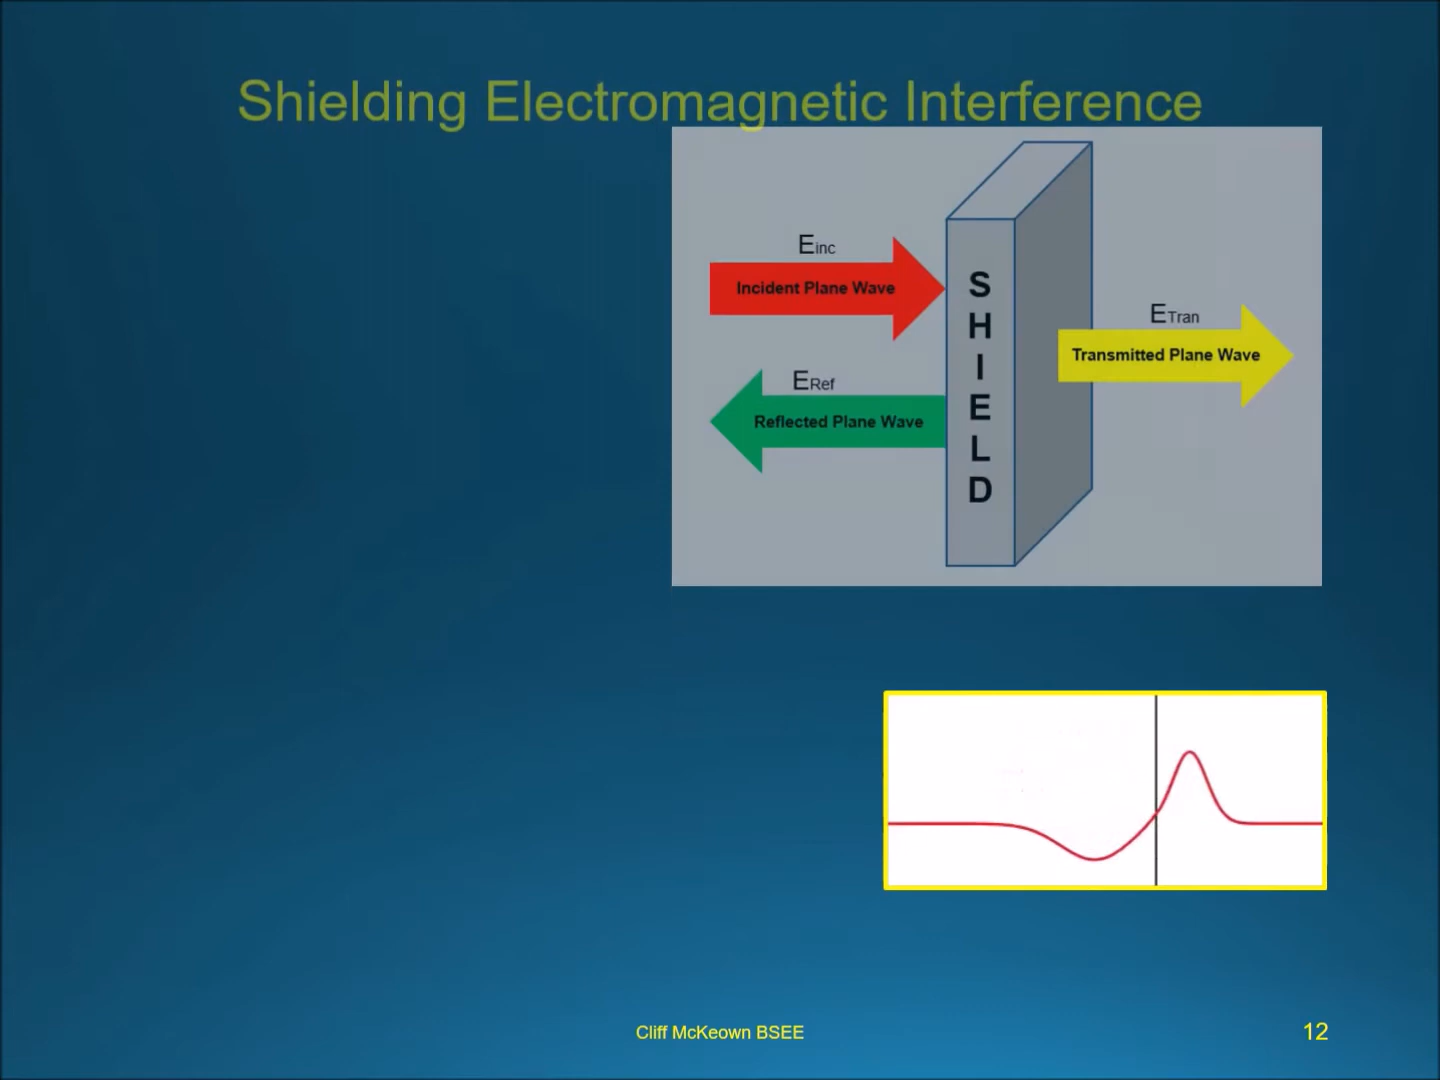 Shielding Electromagnetic Interference
Einc
Incident Plane Wave
ERef
Reflected Plane Wave
S
H
I
E
L
D
ETran
Transmitted Plane Wave
Cliff McKeown BSEE
12